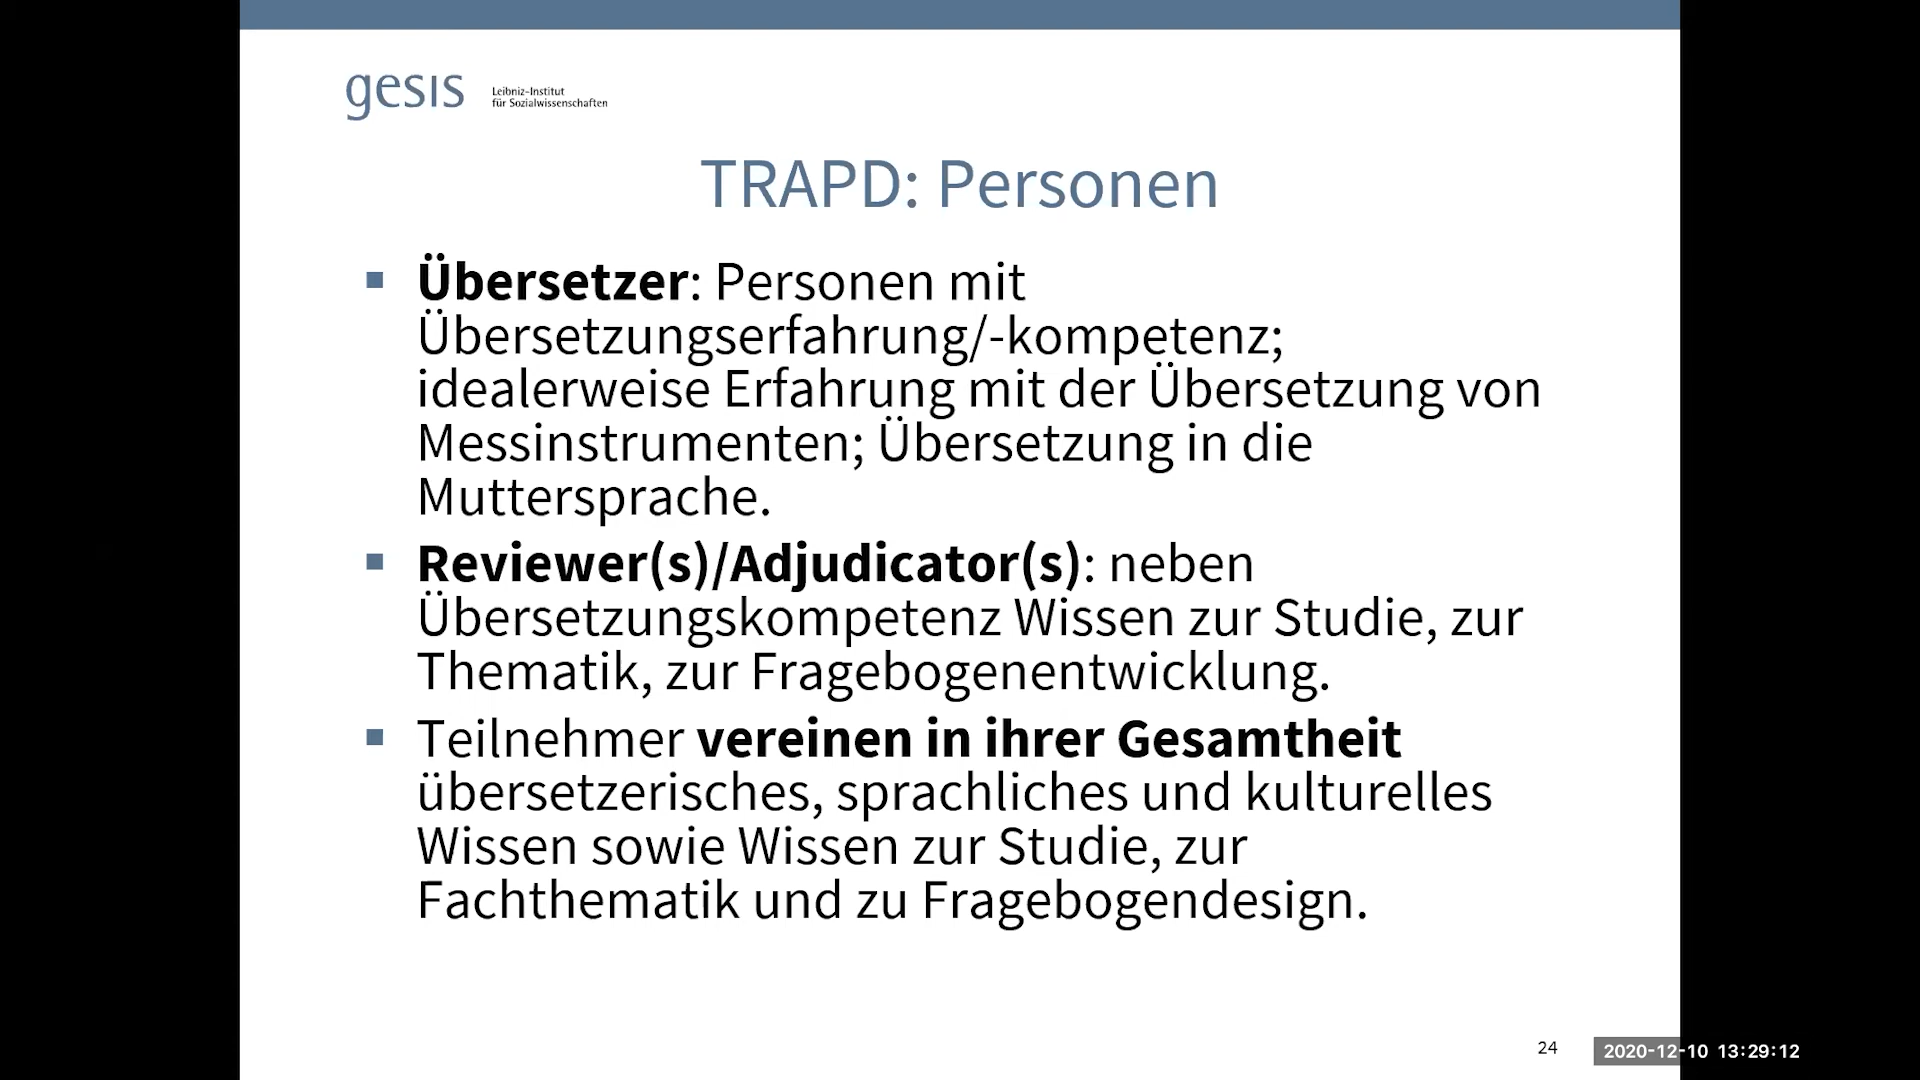 gesis
Leibniz-Institut
für Sozialwissenschaften
TRAPD: Personen
▪ Übersetzer: Personen mit
Übersetzungserfahrung/-kompetenz;
idealerweise Erfahrung mit der Übersetzung von
Messinstrumenten; Übersetzung in die
Muttersprache.
▪ Reviewer(s)/Adjudicator(s): neben
Übersetzungskompetenz Wissen zur Studie, zur
Thematik, zur Fragebogenentwicklung.
▪ Teilnehmer vereinen in ihrer Gesamtheit
übersetzerisches, sprachliches und kulturelles
Wissen sowie Wissen zur Studie, zur
Fachthematik und zu Fragebogendesign.
24
2020-12-10 13:29:12